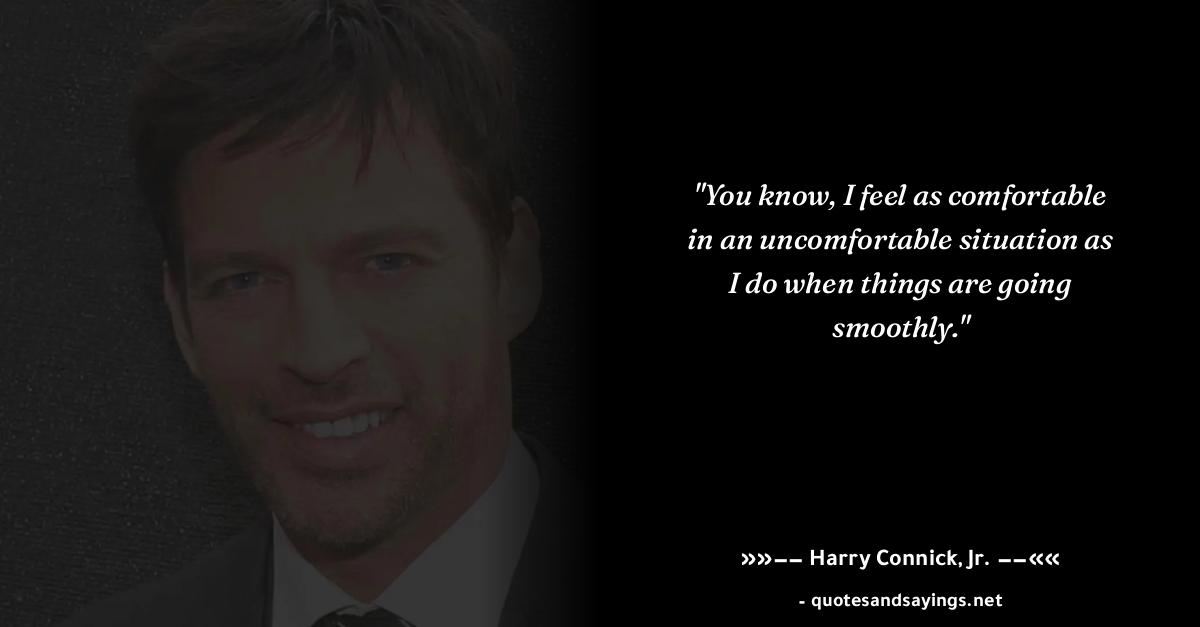 "You know, I feel as comfortable
in an uncomfortable situation as
I do when things are going
smoothly."
»»−− Harry Connick, Jr. −−««
- quotesandsayings.net